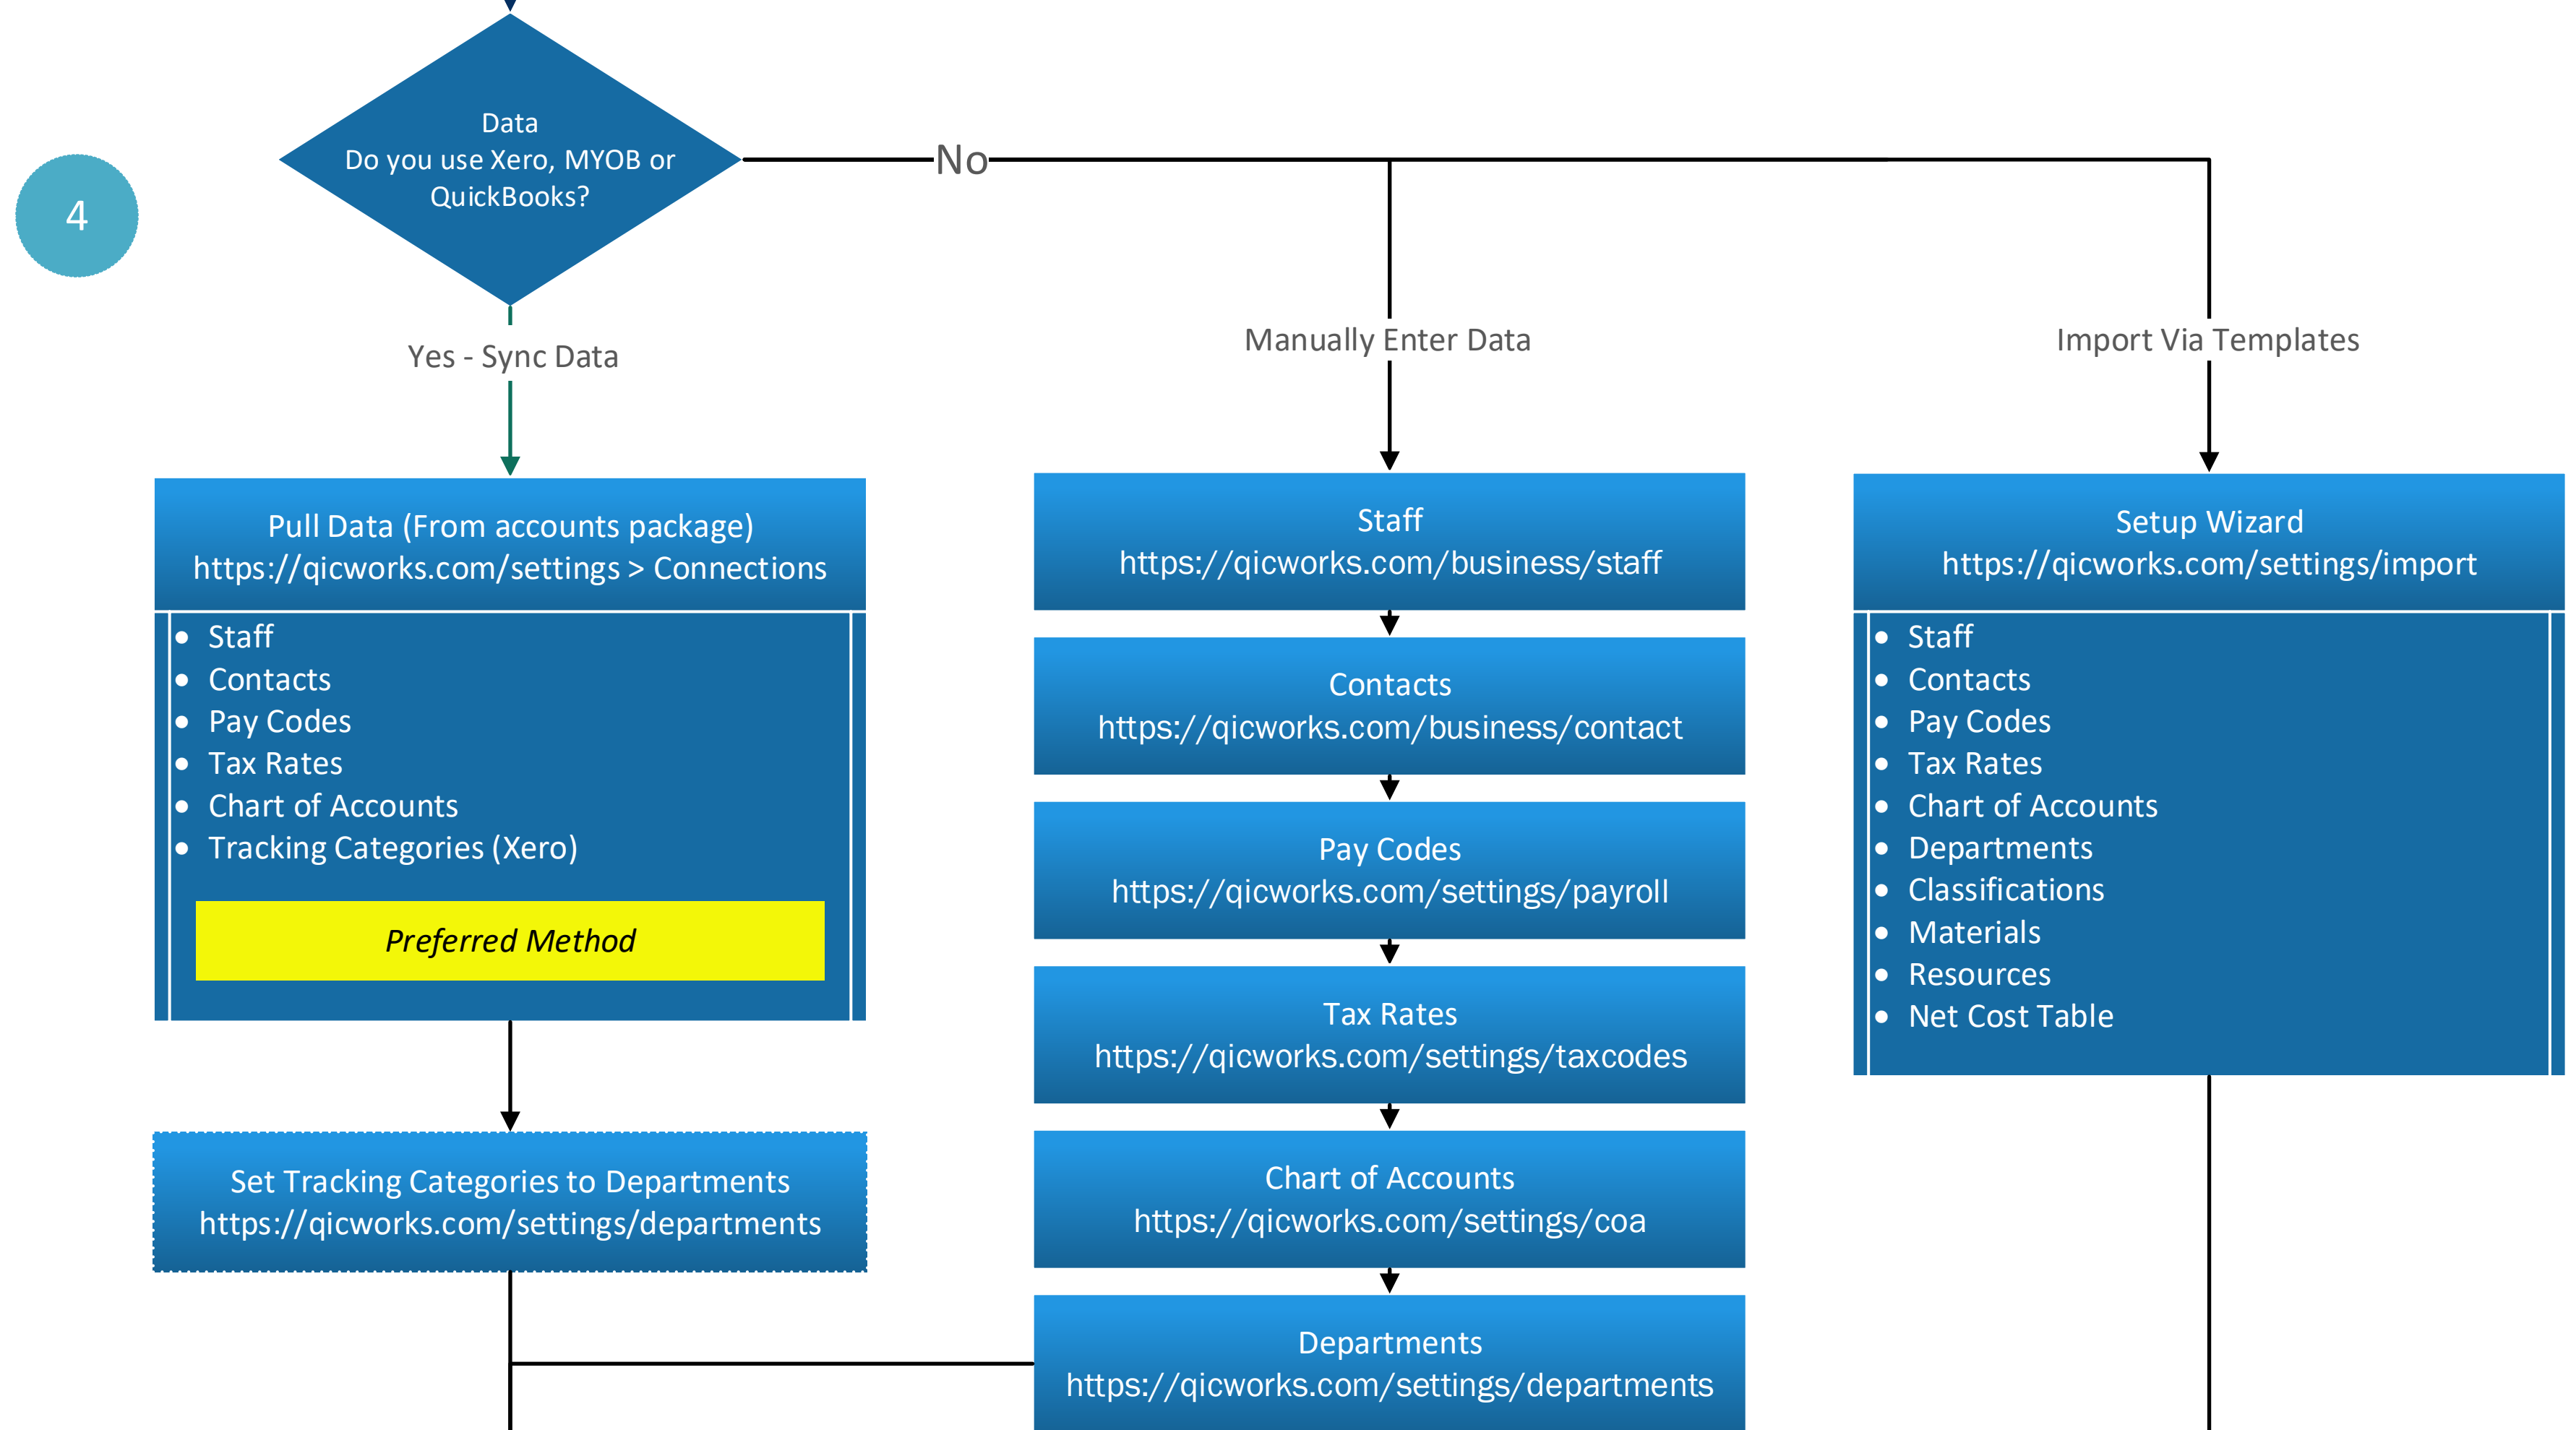 Data
Do you use Xero, MYOB or
QuickBooks?
No
4
Yes - Sync Data
Manually Enter Data
Import Via Templates
Pull Data (From accounts package)
https://qicworks.com/settings > Connections
• Staff
• Contacts
• Pay Codes
• Tax Rates
• Chart of Accounts
• Tracking Categories (Xero)
Preferred Method
Set Tracking Categories to Departments
https://qicworks.com/settings/departments
Staff
https://qicworks.com/business/staff
Contacts
https://qicworks.com/business/contact
Pay Codes
https://qicworks.com/settings/payroll
Tax Rates
https://qicworks.com/settings/taxcodes
Chart of Accounts
https://qicworks.com/settings/coa
Departments
https://qicworks.com/settings/departments
Setup Wizard
https://qicworks.com/settings/import
• Staff
• Contacts
• Pay Codes
• Tax Rates
• Chart of Accounts
• Departments
• Classifications
• Materials
• Resources
• Net Cost Table